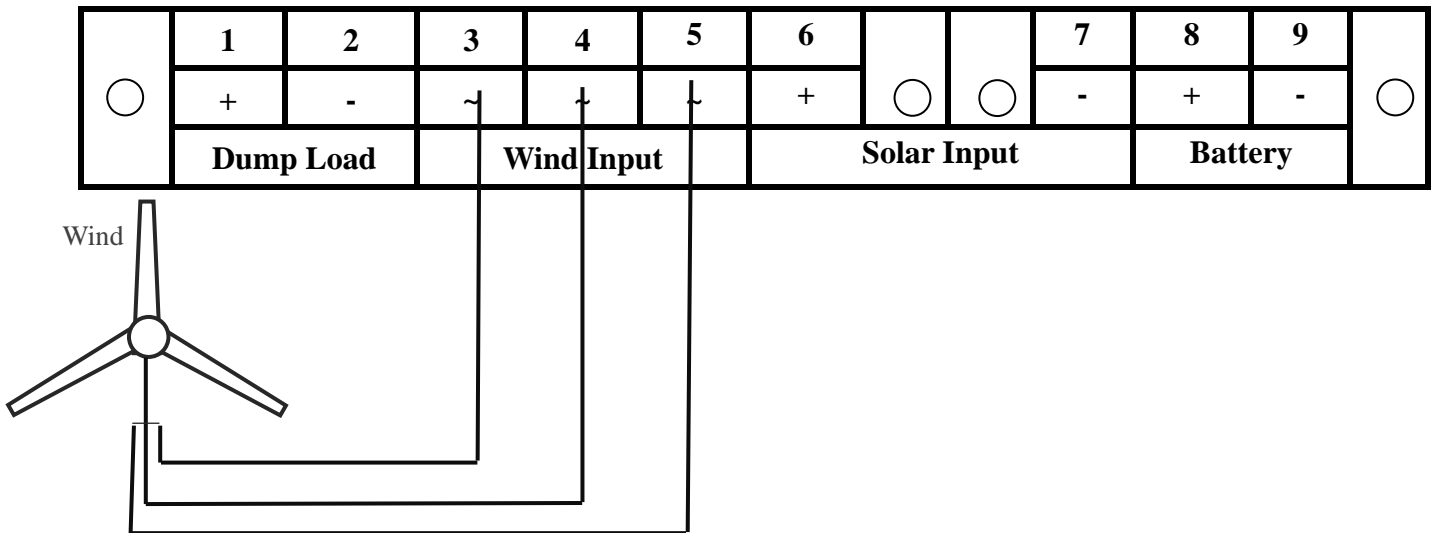 1 2 3 4 5 6 7 8 9
+ - ~ ~ ~ + - + -
Dump Load Wind Input Solar Input Battery
Wind